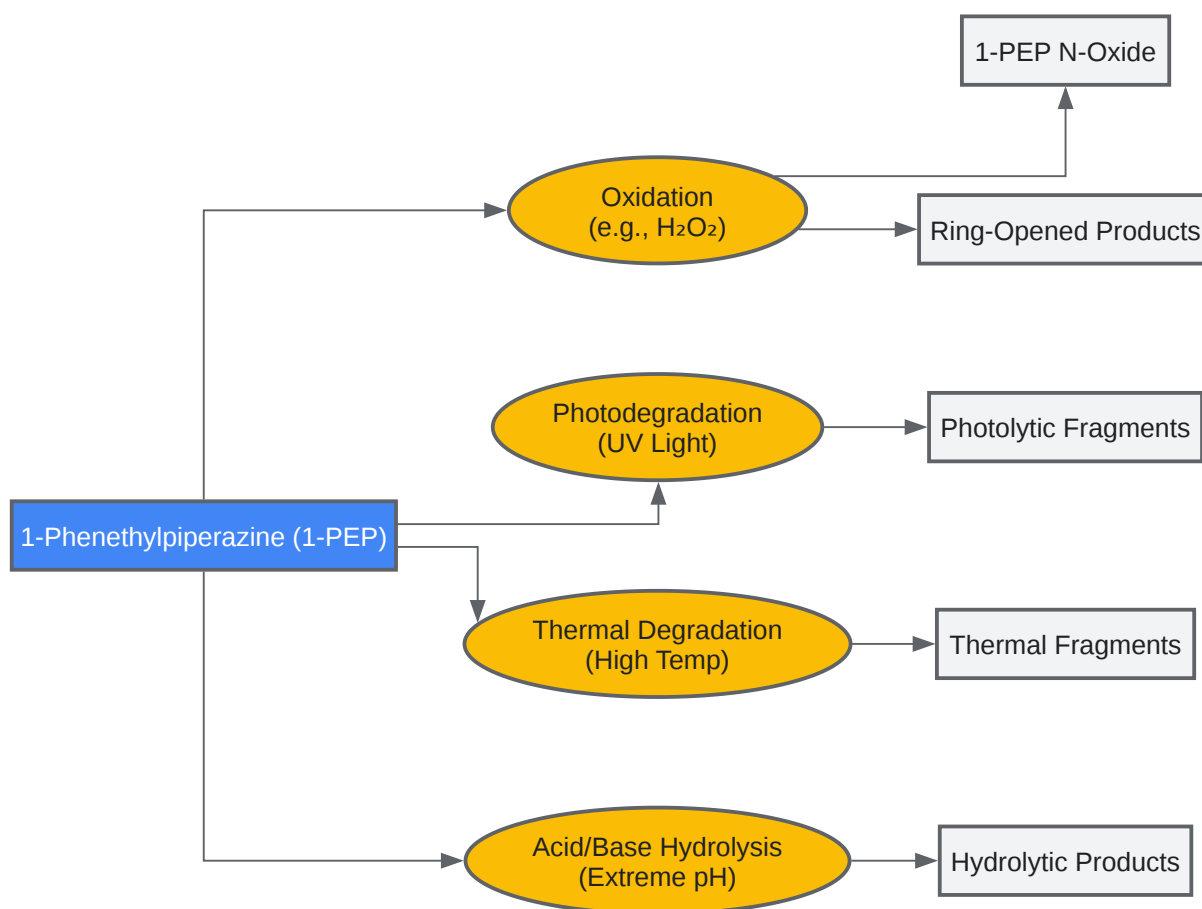 1-PEP N-Oxide
Oxidation
(e.g., H₂O₂)
Ring-Opened Products
Photodegradation
(UV Light)
Photolytic Fragments
1-Phenethylpiperazine (1-PEP)
Thermal Degradation
(High Temp)
Thermal Fragments
Acid/Base Hydrolysis
(Extreme pH)
Hydrolytic Products